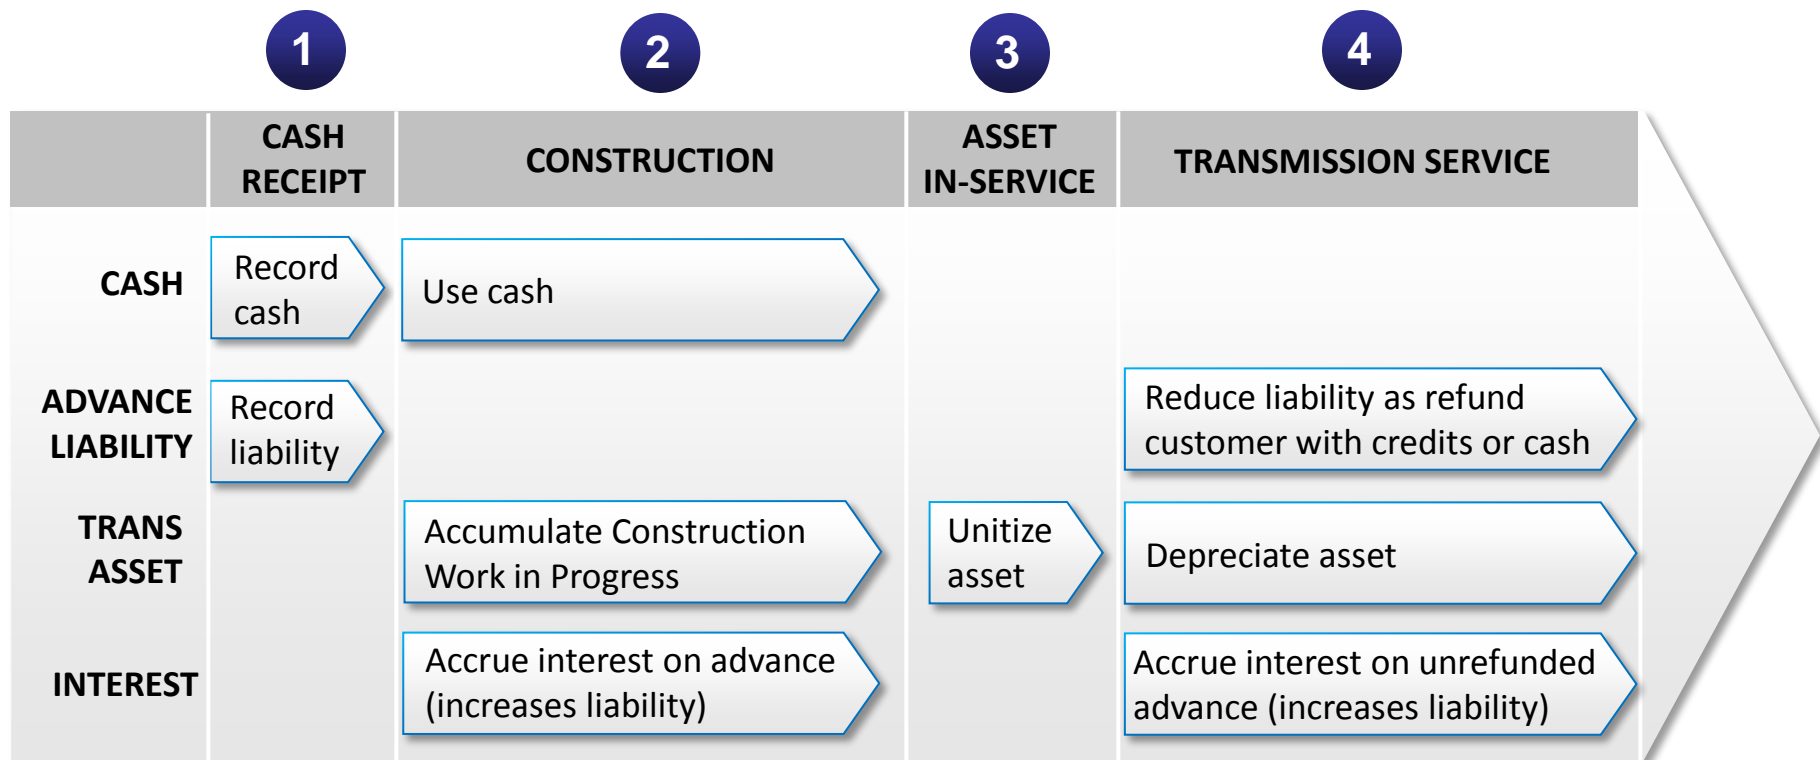 1
2
3
4
CASH
RECEIPT
CONSTRUCTION
ASSET
IN-SERVICE
TRANSMISSION SERVICE
CASH
Record
cash
Use cash
ADVANCE
LIABILITY
Record
liability
Reduce liability as refund
customer with credits or cash
TRANS
ASSET
Accumulate Construction
Work in Progress
Unitize
asset
Depreciate asset
INTEREST
Accrue interest on advance
(increases liability)
Accrue interest on unrefunded
advance (increases liability)